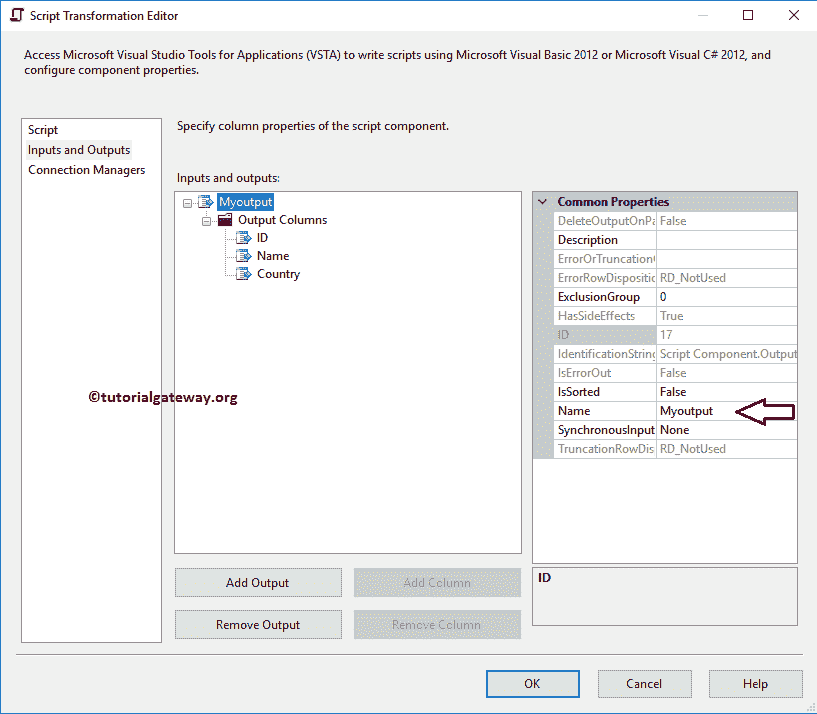 Script Transformation Editor
Access Microsoft Visual Studio Tools for Applications (VSTA) to write scripts using Microsoft Visual Basic 2012 or Microsoft Visual C# 2012, and
configure component properties.
Script
Inputs and Outputs
Connection Managers
Specify column properties of the script component.
Inputs and outputs:
Myoutput
Output Columns
ID
Name
Country
©tutorialgateway.org
Add Output
Add Column
Remove Output
Remove Column
Common Properties
DeleteOutputOnPa False
Description
ErrorOrTruncation
ErrorRowDispositic RD_NotUsed
ExclusionGroup 0
HasSideEffects True
ID 17
IdentificationString Script Component.Output
IsErrorOut False
IsSorted False
Name Myoutput
SynchronousInput None
TruncationRowDis RD_NotUsed
ID
OK
Cancel
Help